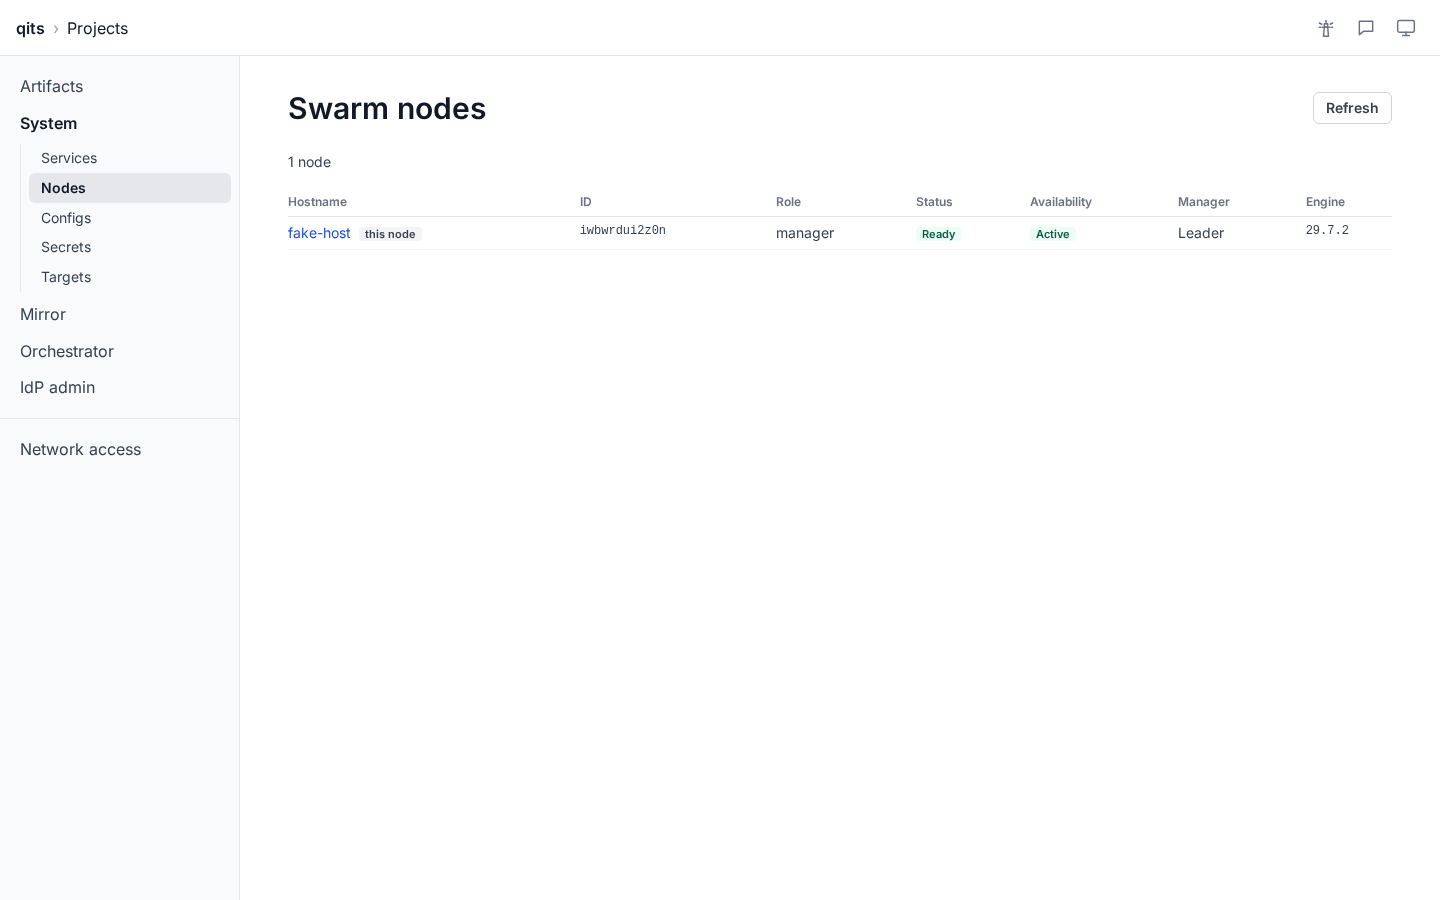 qits › Projects
Artifacts
System
Services
Nodes
Configs
Secrets
Targets
Mirror
Orchestrator
IdP admin
Network access
Swarm nodes
Refresh
1 node
Hostname ID Role Status Availability Manager Engine
fake-host this node iwbwrdui2z0n manager Ready Active Leader 29.7.2